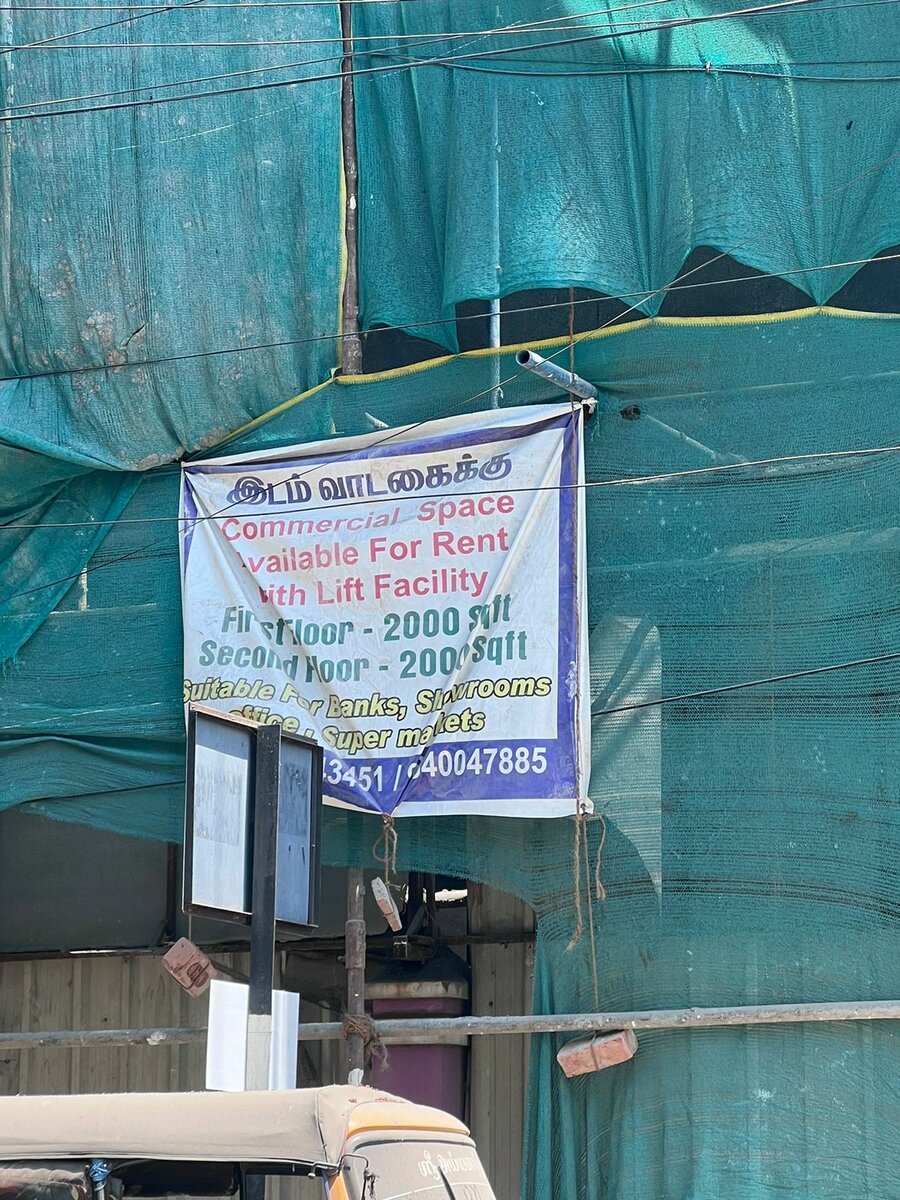 இடம் வாடகைக்கு
Commercial Space
Available For Rent
With Lift Facility
First Floor - 2000 Sqft
Second Floor - 2000 Sqft
Suitable For Banks, Showrooms
office, Super markets
3451 / 840047885
ஸ்ரீ